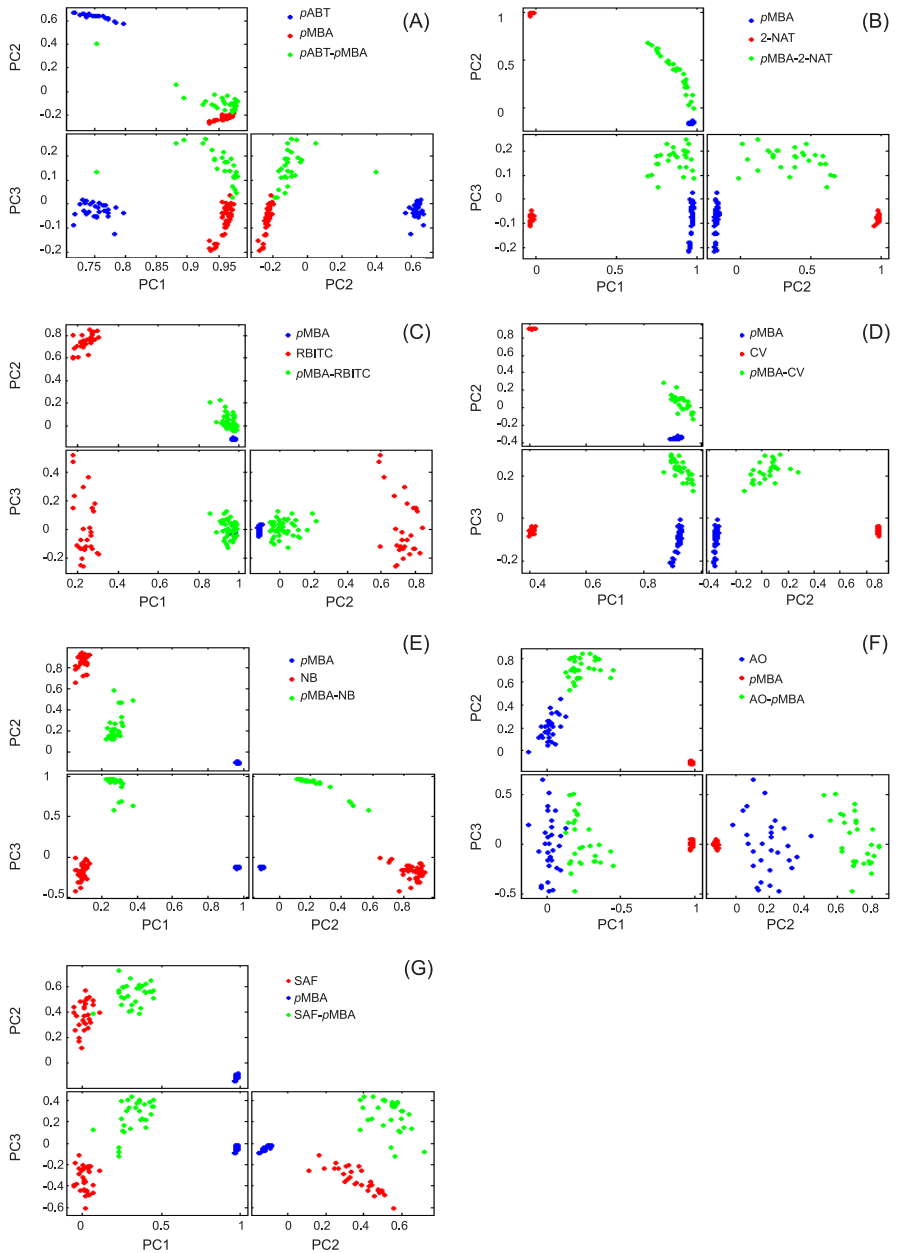 (A)
pABT
pMBA
pABT-pMBA
PC2
0.6
0.4
0.2
0
-0.2
PC3
0.2
0.1
0
-0.1
-0.2
0.75 0.8 0.85 0.9 0.95
PC1
-0.2 0 0.2 0.4 0.6
PC2
(B)
pMBA
2-NAT
pMBA-2-NAT
PC2
1
0.5
0
PC3
0.2
0.1
0
-0.1
-0.2
0 0.5 1
PC1
0 0.5 1
PC2
(C)
pMBA
RBITC
pMBA-RBITC
PC2
0.8
0.6
0.4
0.2
0
PC3
0.4
0.2
0
-0.2
0.2 0.4 0.6 0.8 1
PC1
0 0.2 0.4 0.6 0.8
PC2
(D)
pMBA
CV
pMBA-CV
PC2
0.8
0.6
0.4
0.2
0
-0.2
-0.4
PC3
0.2
0
-0.2
0.4 0.6 0.8
PC1
-0.4 -0.2 0 0.2 0.4 0.6 0.8
PC2
(E)
pMBA
NB
pMBA-NB
PC2
0.8
0.6
0.4
0.2
0
PC3
1
0.5
0
-0.5
0.2 0.4 0.6 0.8 1
PC1
0 0.2 0.4 0.6 0.8
PC2
(F)
AO
pMBA
AO-pMBA
PC2
0.8
0.6
0.4
0.2
0
PC3
0.5
0
-0.5
0 -0.5 1
PC1
0 0.2 0.4 0.6 0.8
PC2
(G)
SAF
pMBA
SAF-pMBA
PC2
0.6
0.4
0.2
0
PC3
0.4
0.2
0
-0.2
-0.4
-0.6
0 0.5 1
PC1
0 0.2 0.4 0.6
PC2